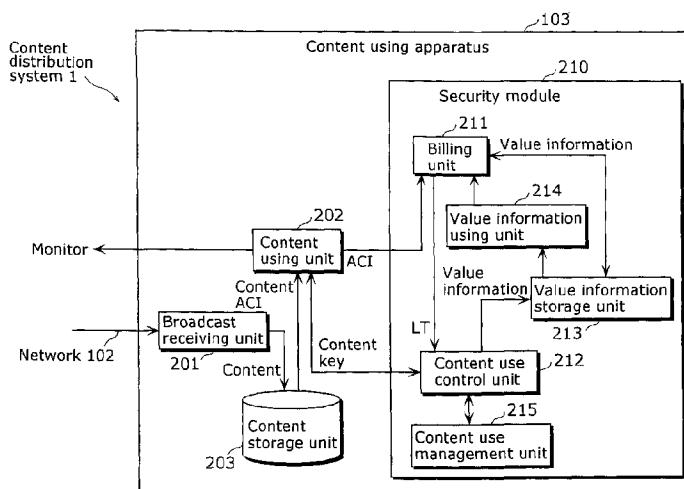 103
Content
distribution
system 1
Content using apparatus
210
Security module
211
Billing
unit
Value information
214
Value information
using unit
202
Content
using unit
ACI
Monitor
Content
ACI
Value
information
Value information
storage unit
213
Broadcast
receiving unit
201
Network 102
LT
Content
key
Content
Content use
control unit
212
Content
storage unit
203
215
Content use
management unit